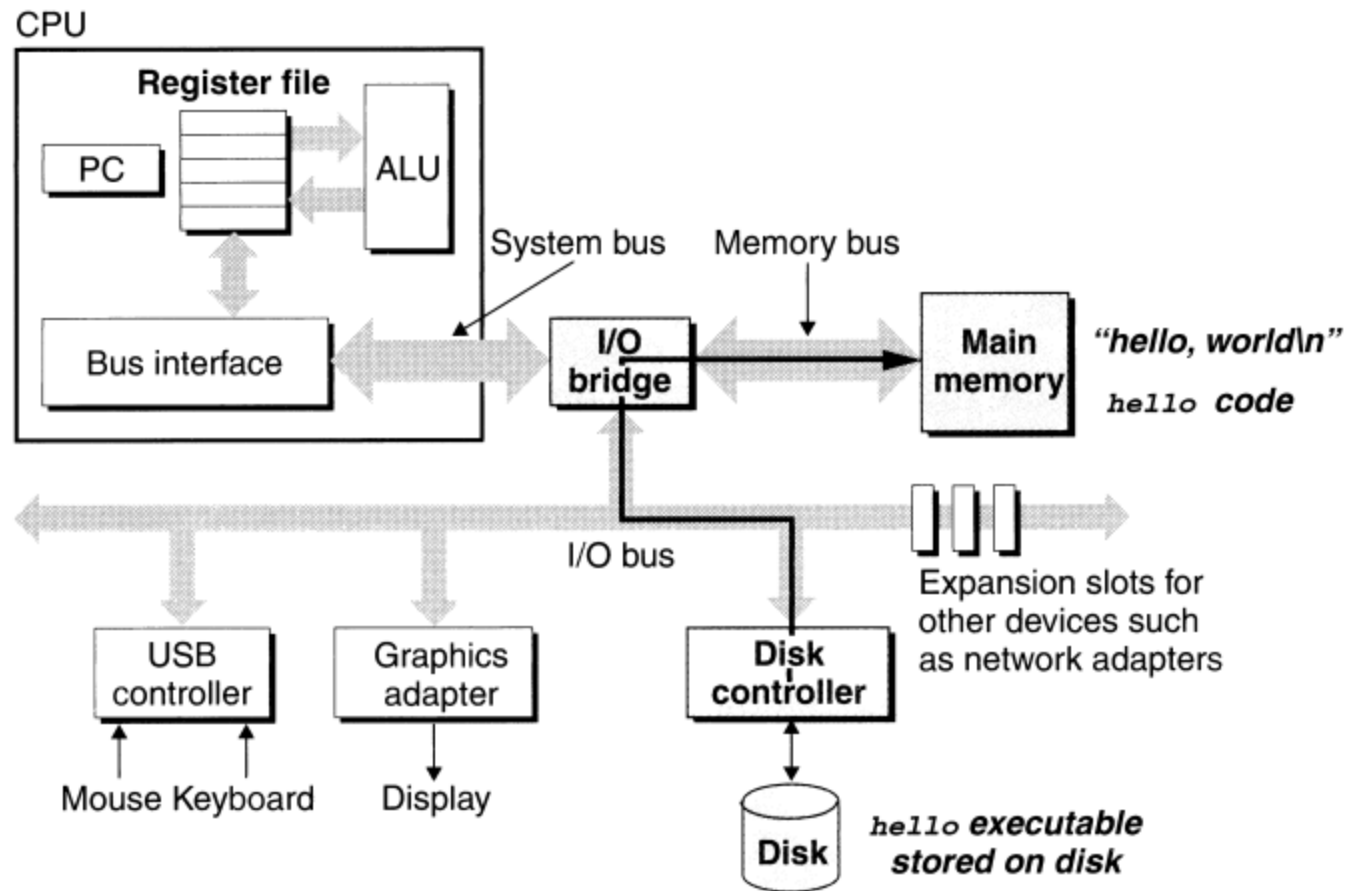 CPU
Register file
PC
ALU
System bus
Memory bus
Bus interface
I/O
bridge
Main
memory
“hello, world\n”
hello code
I/O bus
Expansion slots for
other devices such
as network adapters
USB
controller
Graphics
adapter
Disk
controller
Mouse Keyboard
Display
Disk
hello executable
stored on disk